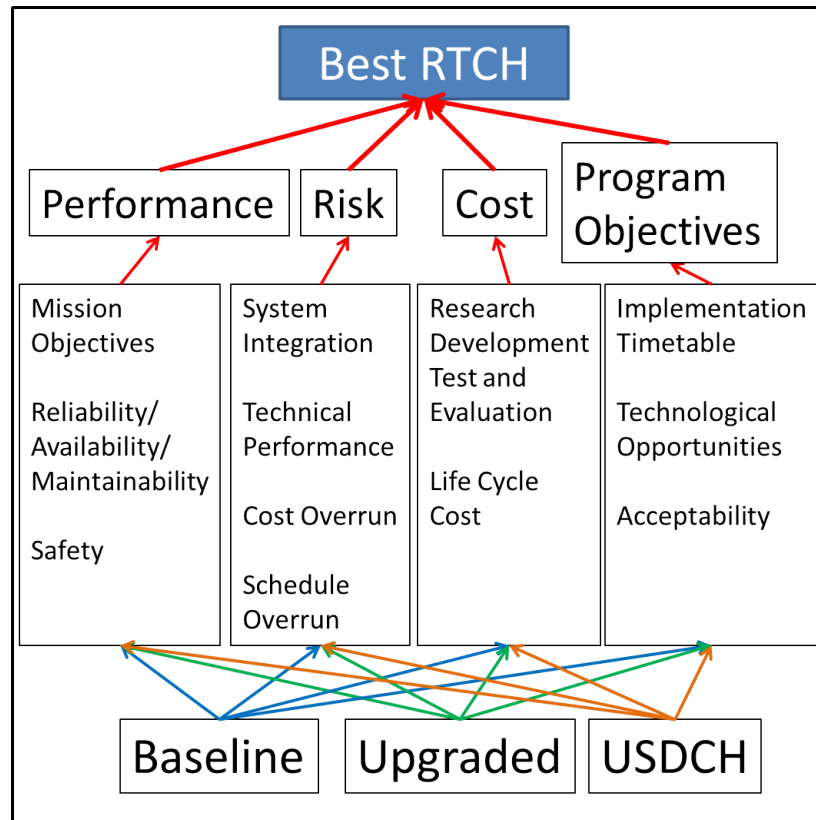 Best RTCH
Performance
Risk
Cost
Program
Objectives
Mission
Objectives
Reliability/
Availability/
Maintainability
Safety
System
Integration
Technical
Performance
Cost Overrun
Schedule
Overrun
Research
Development
Test and
Evaluation
Life Cycle
Cost
Implementation
Timetable
Technological
Opportunities
Acceptability
Baseline
Upgraded
USDCH